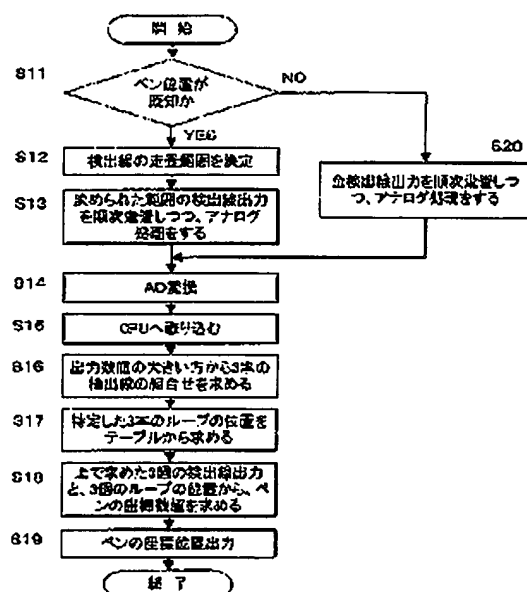 開始
S11
ペン位置が
既知か
NO
YES
S12
検出線の走査範囲を決定
S20
全検出線出力を順次走査しつ
つ、アナログ処理をする
S13
決められた範囲の検出線出力
を順次走査しつつ、アナログ
処理をする
S14
AD変換
S15
CPUへ取り込む
S16
出力数値の大きい方から3本の
検出線の組合せを求める
S17
特定した3本のループの位置を
テーブルから求める
S18
上で求めた3個の検出線出力
と、3個のループの位置から、ペ
ンの座標数値を求める
S19
ペンの座標位置出力
終了